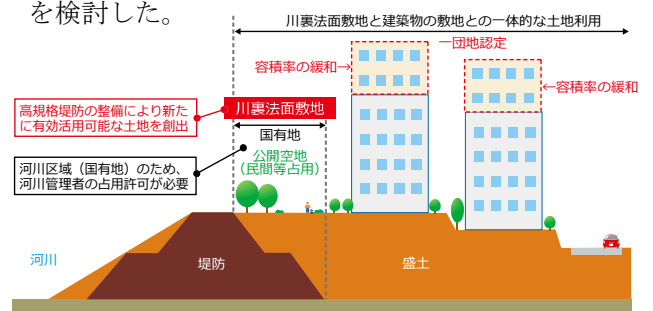 を検討した。
川裏法面敷地と建築物の敷地との一体的な土地利用
一団地認定
容積率の緩和→
←容積率の緩和
高規格堤防の整備により新た
に有効活用可能な土地を創出
川裏法面敷地
国有地
公開空地
（民間等占用）
河川区域（国有地）のため、
河川管理者の占用許可が必要
河川
堤防
盛土